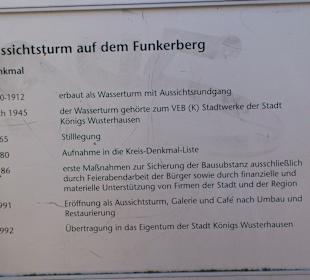 ssichtsturm auf dem Funkerberg
nkmal
0-1912 erbaut als Wasserturm mit Aussichtsrundgang
ch 1945 der Wasserturm gehörte zum VEB (K) Stadtwerke der Stadt
Königs Wusterhausen
65 Stilllegung
80 Aufnahme in die Kreis-Denkmal-Liste
86 erste Maßnahmen zur Sicherung der Bausubstanz ausschließlich
durch Feierabendarbeit der Bürger sowie durch finanzielle und
materielle Unterstützung von Firmen der Stadt und der Region
991 Eröffnung als Aussichtsturm, Galerie und Café nach Umbau und
Restaurierung
992 Übertragung in das Eigentum der Stadt Königs Wusterhausen